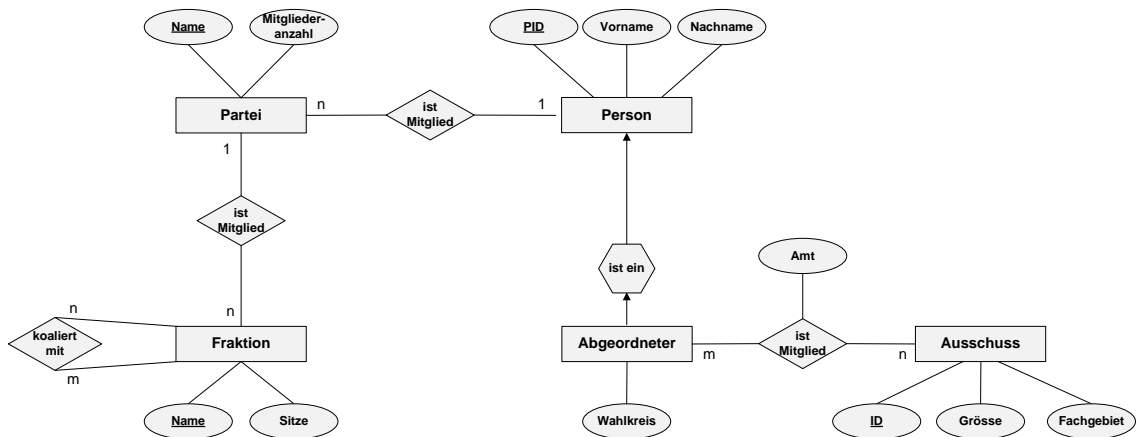 Name
Mitglieder-
anzahl
PID
Vorname
Nachname
Partei
n
ist
Mitglied
1
Person
1
ist
Mitglied
n
ist ein
Amt
n
koaliert
mit
m
Fraktion
Abgeordneter
m
ist
Mitglied
n
Ausschuss
Name
Sitze
Wahlkreis
ID
Grösse
Fachgebiet